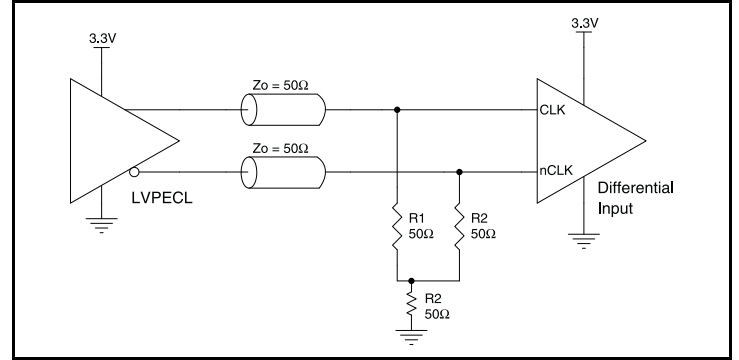 3.3V
3.3V
Zo = 50Ω
CLK
Zo = 50Ω
nCLK
LVPECL
Differential
Input
R1
50Ω
R2
50Ω
R2
50Ω